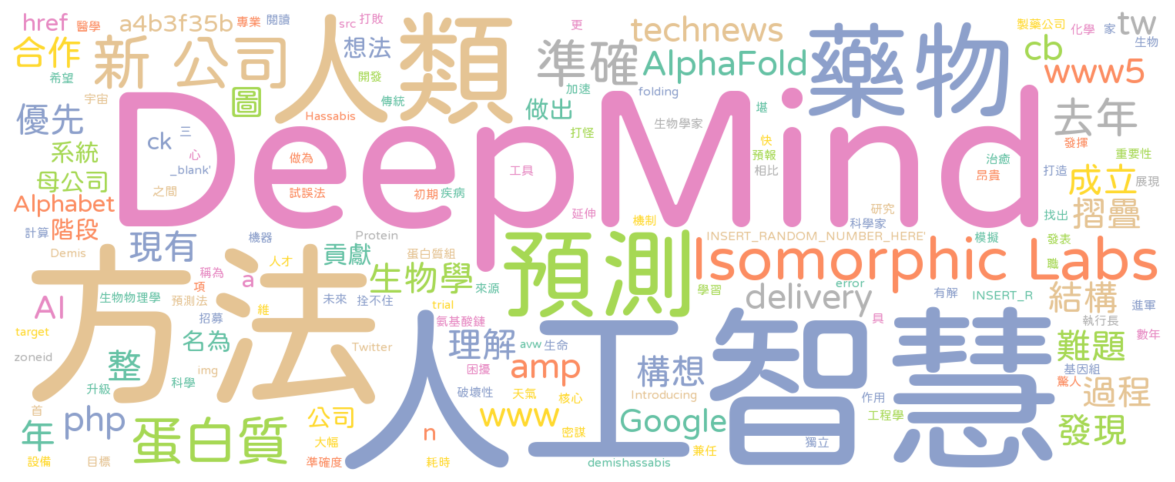 href
醫學
a4b3f35b
專業
閱讀
src
打敗
合作
希望
新 公司
人類
想法
開發
準確
technews
更
藥物
製藥公司
化學
家
tw
生物
cb
www5
宇宙
圖
傳統
Hassabis
做出
加速
AlphaFold
folding
堪
打怪
去年
優先
ck
三
心
_blank'
DeepMind
生物學家
快
預報
相比
治癒
昂貴
發揮
重要性
打造
展現
系統
母公司
之間
做為
試誤法
初期
疾病
工具
成立
Alphabet
階段
計算
現有
機器
Demis
貢獻
Protein
蛋白質組
延伸
機制
預測
研究
科學家
找出
摺疊
INSERT_RANDOM_NUMBER_HERE'
模擬
發表
AI
生物物理學
稱為
項
預測法
a
人才
未來
拴不住
生物學
來源
學習
Isomorphic Labs
error
職
有解
INSERT_R
進軍
結構
delivery
target
zoneid
招募
名為
種
方法
trial
氨基酸鏈
Twitter
理解
avw
生命
困擾
具
執行長
數年
難題
基因組
驚人
整
img
科學
升級
人工智慧
amp
構想
破壞性
Introducing
天氣
核心
作用
工程學
過程
首
年
php
蛋白質
公司
大幅
n
www
密謀
Google
獨立
發現
設備
目標
準確度
耗時
demishassabis
兼任